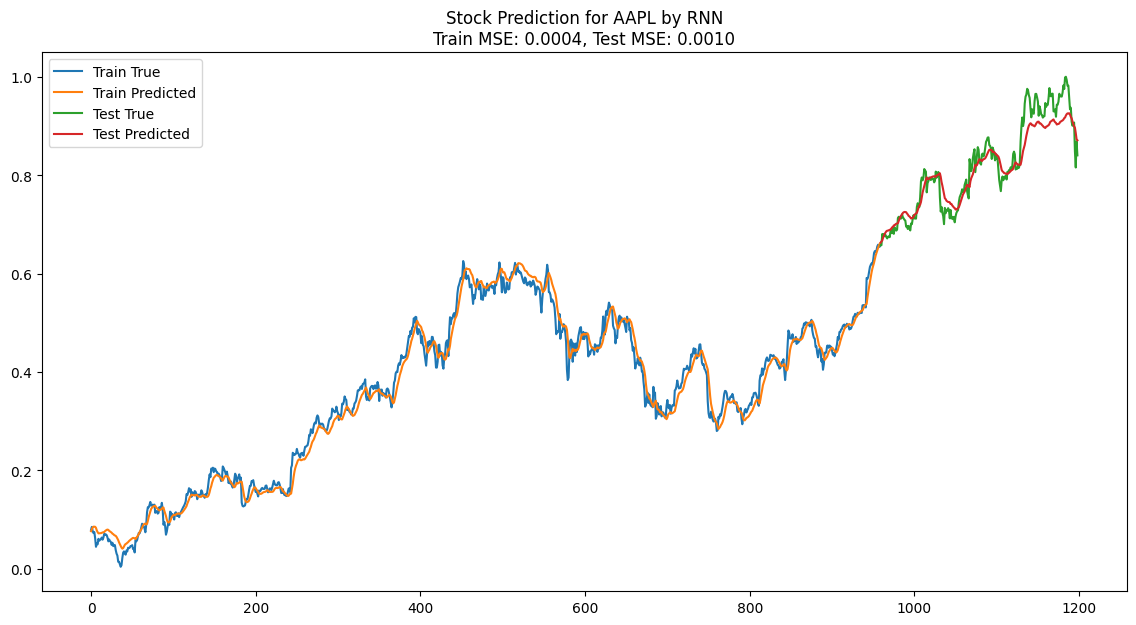 Stock Prediction for AAPL by RNN
Train MSE: 0.0004, Test MSE: 0.0010
Train True
Train Predicted
Test True
Test Predicted
1.0
0.8
0.6
0.4
0.2
0.0
0 200 400 600 800 1000 1200